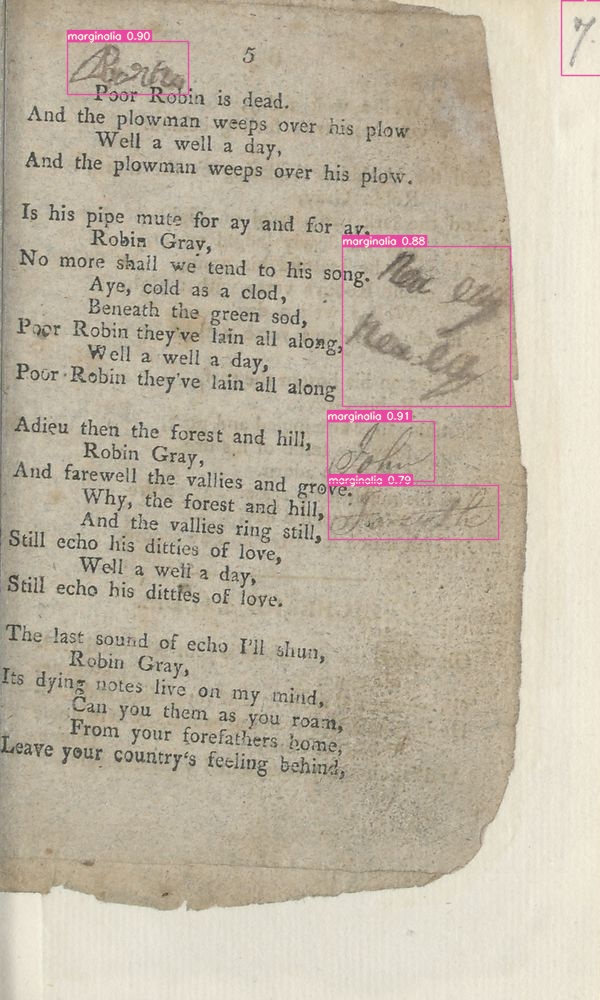 7.
5
Poor Robin is dead.
And the plowman weeps over his plow
Well a well a day,
And the plowman weeps over his plow.
Is his pipe mute for ay and for ay.
Robin Gray,
No more shall we tend to his song.
Aye, cold as a clod,
Beneath the green sod,
Poor Robin they've lain all along,
Well a well a day,
Poor Robin they've lain all along
Adieu then the forest and hill,
Robin Gray,
John
And farewell the vallies and grove.
Why, the forest and hill,
Forsyth
And the vallies ring still,
Still echo his ditties of love,
Well a well a day,
Still echo his ditties of love.
The last sound of echo I'll shun,
Robin Gray,
Its dying notes live on my mind,
Can you them as you roam,
From your forefathers home,
Leave your country's feeling behind,
marginalia 0.90
marginalia 0.88
marginalia 0.91
marginalia 0.79